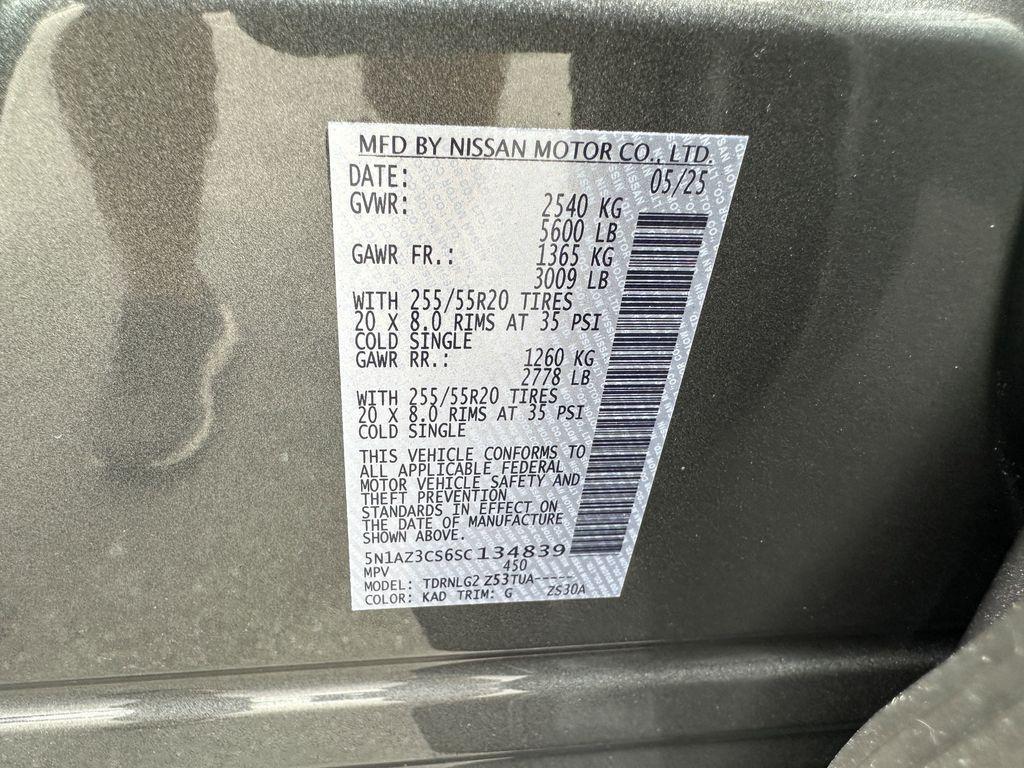 MFD BY NISSAN MOTOR CO., LTD.
DATE: 05/25
GVWR: 2540 KG
5600 LB
GAWR FR.: 1365 KG
3009 LB
WITH 255/55R20 TIRES
20 X 8.0 RIMS AT 35 PSI
COLD SINGLE
GAWR RR.: 1260 KG
2778 LB
WITH 255/55R20 TIRES
20 X 8.0 RIMS AT 35 PSI
COLD SINGLE
THIS VEHICLE CONFORMS TO
ALL APPLICABLE FEDERAL
MOTOR VEHICLE SAFETY AND
THEFT PREVENTION
STANDARDS IN EFFECT ON
THE DATE OF MANUFACTURE
SHOWN ABOVE.
5N1AZ3CS6SC134839
MPV 450
MODEL: TDRNLG2 Z53TUA-----
COLOR: KAD TRIM: G ZS30A